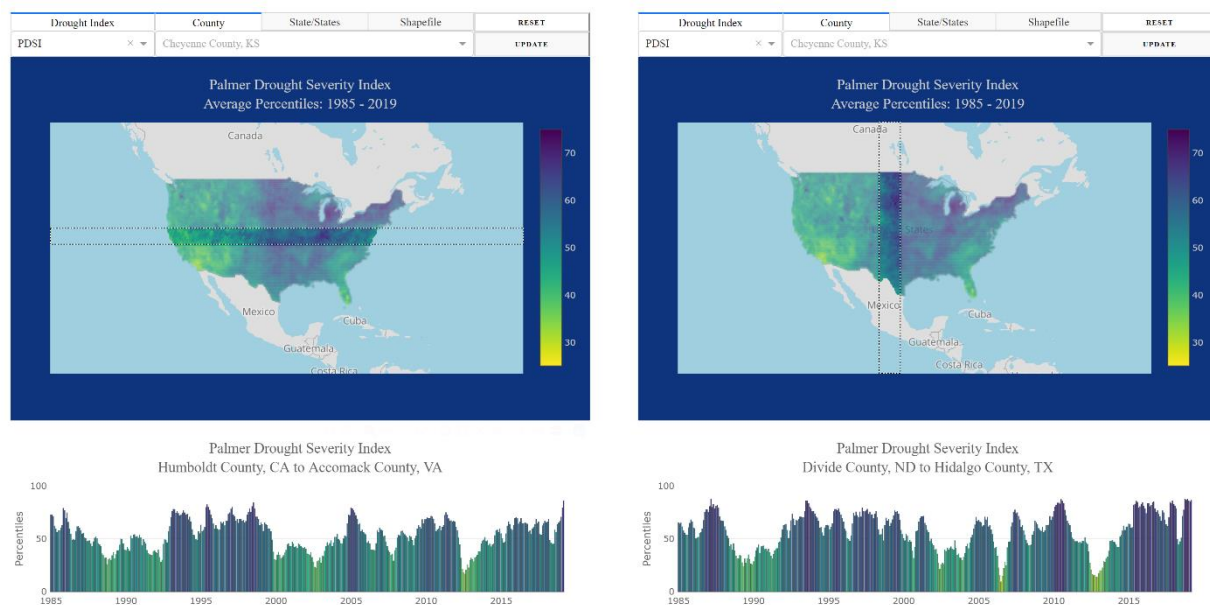 Drought Index County State/States Shapefile RESET
PDSI × Cheyenne County, KS UPDATE
Palmer Drought Severity Index
Average Percentiles: 1985 - 2019
Canada
Mexico
Cuba
Guatemala
Costa Rica
70
60
50
40
30
Palmer Drought Severity Index
Humboldt County, CA to Accomack County, VA
Percentiles
100
50
0
1985 1990 1995 2000 2005 2010 2015
Drought Index County State/States Shapefile RESET
PDSI × Cheyenne County, KS UPDATE
Palmer Drought Severity Index
Average Percentiles: 1985 - 2019
Canada
States
Mexico
Cuba
Guatemala
Costa Rica
70
60
50
40
30
Palmer Drought Severity Index
Divide County, ND to Hidalgo County, TX
Percentiles
100
50
0
1985 1990 1995 2000 2005 2010 2015